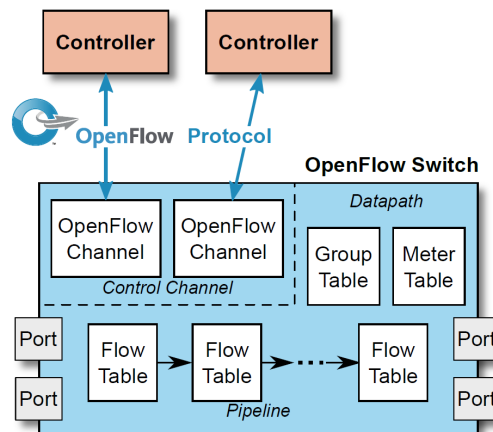 Controller Controller
OpenFlow Protocol
™
OpenFlow Switch
OpenFlow
Channel
OpenFlow
Channel
Control Channel
Datapath
Group
Table
Meter
Table
Port
Port
Flow
Table
Flow
Table
Flow
Table
Pipeline
Port
Port